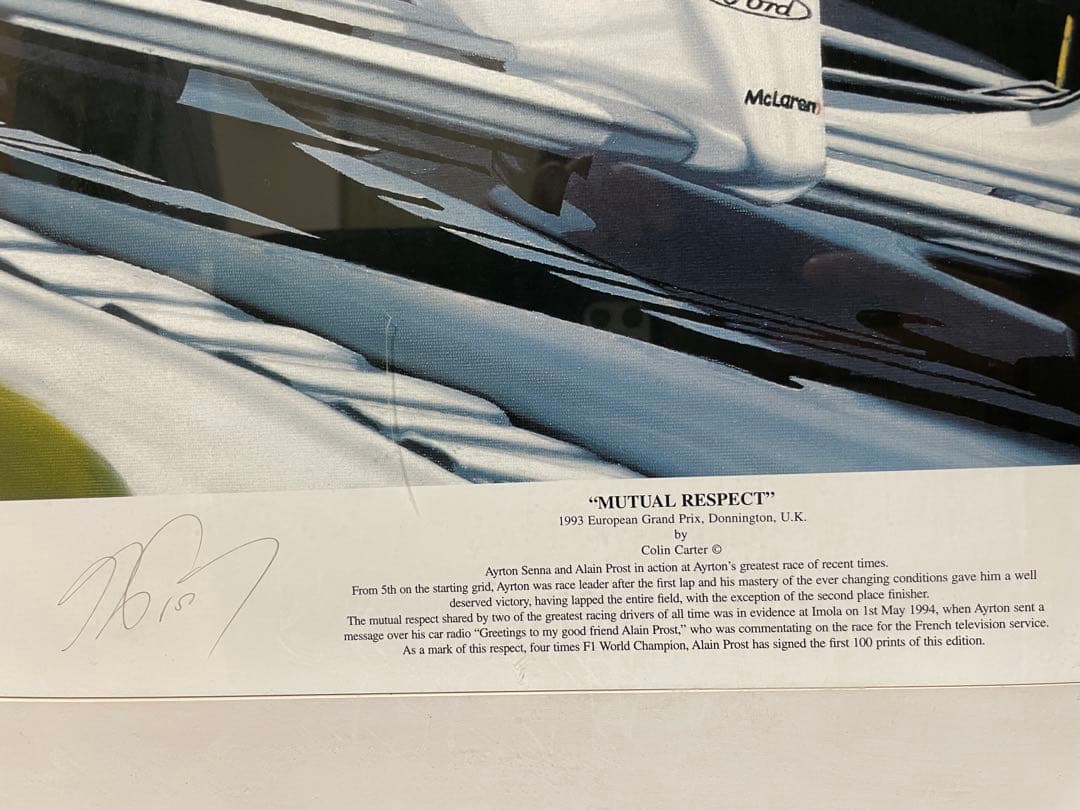 Ford
McLaren
“MUTUAL RESPECT”
1993 European Grand Prix, Donnington, U.K.
by
Colin Carter ©
Ayrton Senna and Alain Prost in action at Ayrton’s greatest race of recent times.
From 5th on the starting grid, Ayrton was race leader after the first lap and his mastery of the ever changing conditions gave him a well
deserved victory, having lapped the entire field, with the exception of the second place finisher.
The mutual respect shared by two of the greatest racing drivers of all time was in evidence at Imola on 1st May 1994, when Ayrton sent a
message over his car radio “Greetings to my good friend Alain Prost,” who was commentating on the race for the French television service.
As a mark of this respect, four times F1 World Champion, Alain Prost has signed the first 100 prints of this edition.